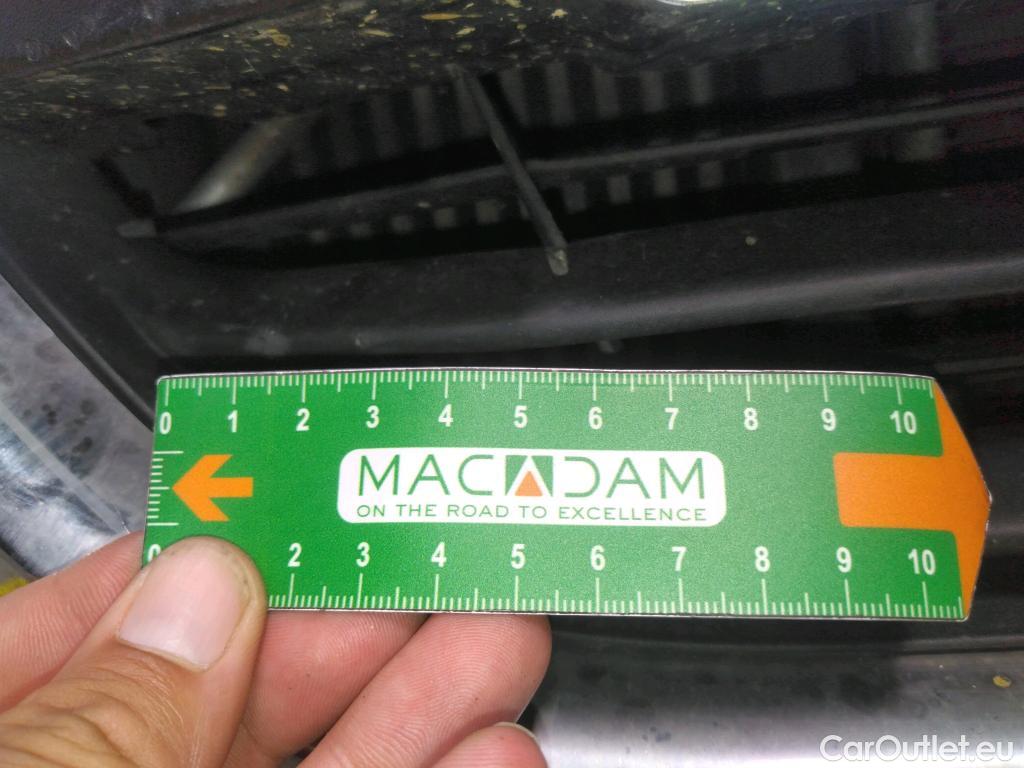 0 1 2 3 4 5 6 7 8 9 10
MACADAM
ON THE ROAD TO EXCELLENCE
0 2 3 4 5 6 7 8 9 10
CarOutlet.eu